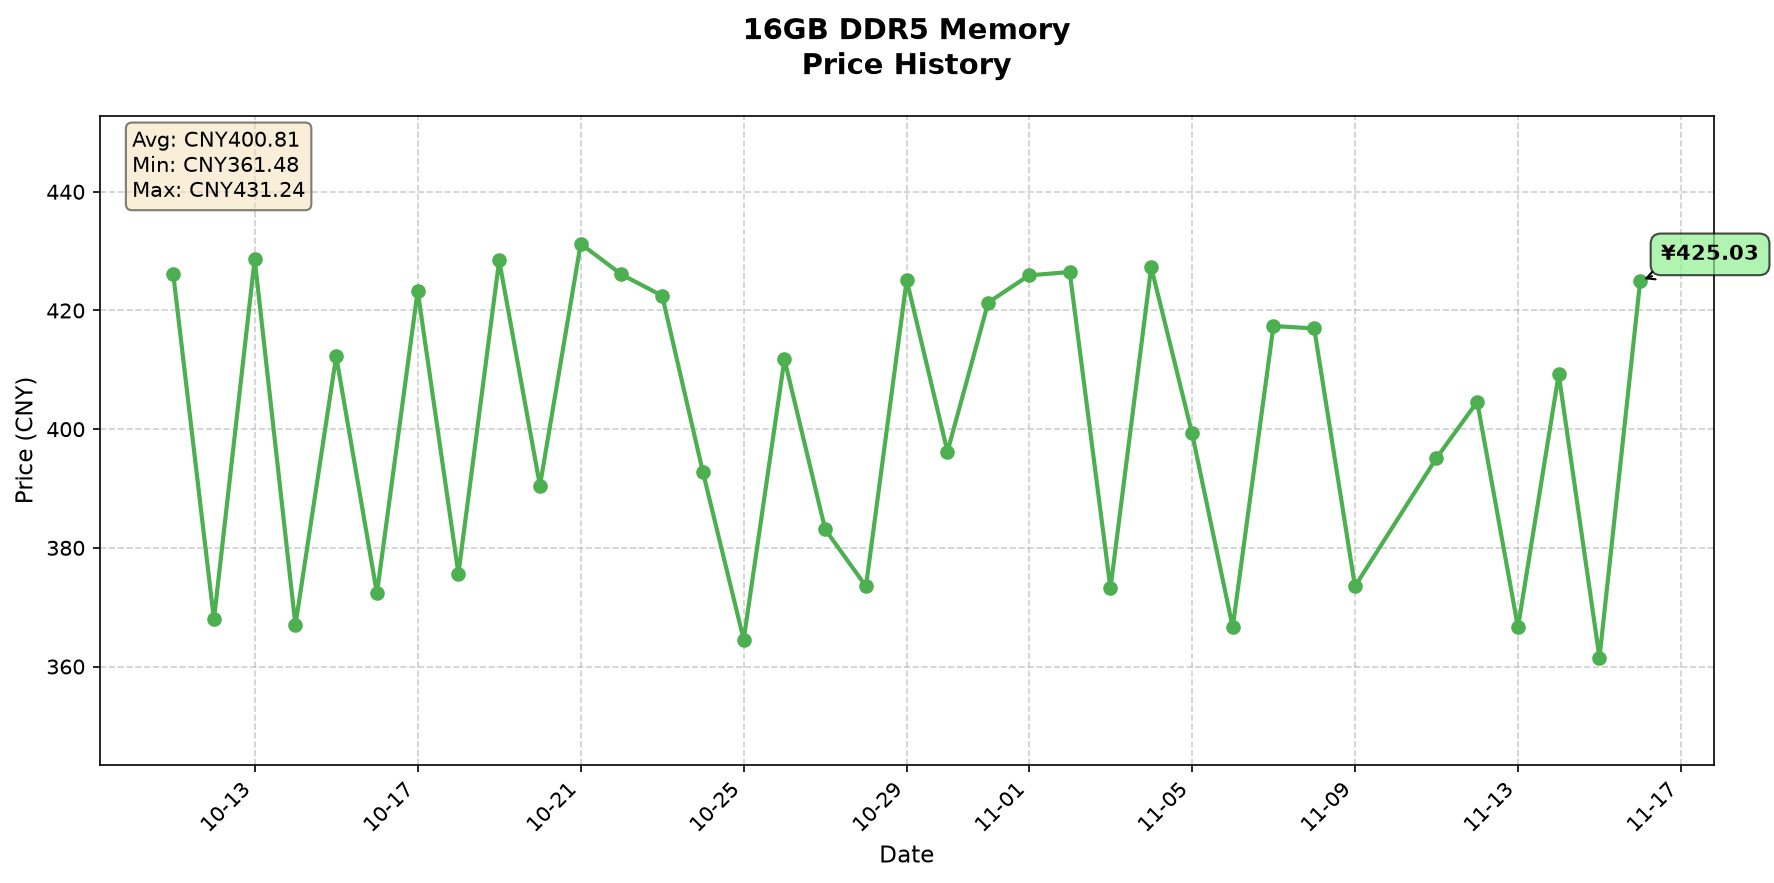 16GB DDR5 Memory
Price History
Avg: CNY400.81
Min: CNY361.48
Max: CNY431.24
¥425.03
Price (CNY)
440
420
400
380
360
10-13
10-17
10-21
10-25
10-29
11-01
11-05
11-09
11-13
11-17
Date